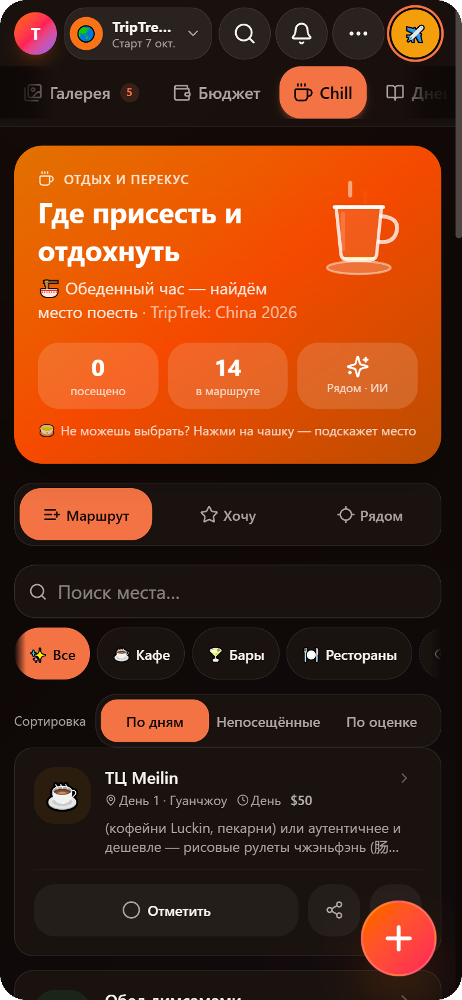 T
TripTre...
Старт 7 окт.
Галерея 5
Бюджет
Chill
Дне
ОТДЫХ И ПЕРЕКУС
Где присесть и
отдохнуть
Обеденный час — найдём
место поесть · TripTrek: China 2026
0
посещено
14
в маршруте
Рядом · ИИ
Не можешь выбрать? Нажми на чашку — подскажет место
Маршрут
Хочу
Рядом
Поиск места...
Все
Кафе
Бары
Рестораны
Сортировка
По дням
Непосещённые
По оценке
ТЦ Meilin
День 1 · Гуанчжоу День $50
(кофейни Luckin, пекарни) или аутентичнее и
дешевле — рисовые рулеты чжэньфэнь (肠...
Отметить
Обед димсамами